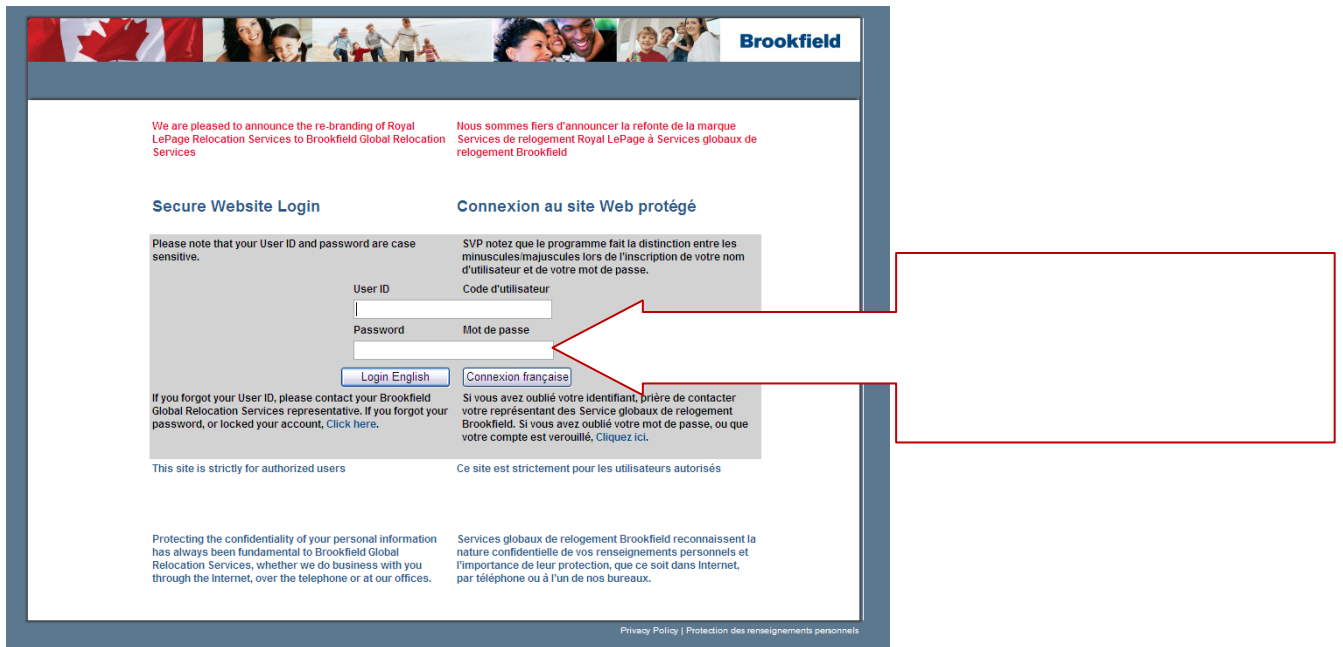 Brookfield
We are pleased to announce the re-branding of Royal
LePage Relocation Services to Brookfield Global Relocation
Services
Nous sommes fiers d'announcer la refonte de la marque
Services de relogement Royal LePage à Services globaux de
relogement Brookfield
Secure Website Login
Connexion au site Web protégé
Please note that your User ID and password are case
sensitive.
SVP notez que le programme fait la distinction entre les
minuscules/majuscules lors de l'inscription de votre nom
d'utilisateur et de votre mot de passe.
User ID
Code d'utilisateur
Password
Mot de passe
Login English
Connexion française
If you forgot your User ID, please contact your Brookfield
Global Relocation Services representative. If you forgot your
password, or locked your account, Click here.
Si vous avez oublié votre identifiant, prière de contacter
votre représentant des Service globaux de relogement
Brookfield. Si vous avez oublié votre mot de passe, ou que
votre compte est verouillé, Cliquez ici.
This site is strictly for authorized users
Ce site est strictement pour les utilisateurs autorisés
Protecting the confidentiality of your personal information
has always been fundamental to Brookfield Global
Relocation Services, whether we do business with you
through the Internet, over the telephone or at our offices.
Services globaux de relogement Brookfield reconnaissent la
nature confidentielle de vos renseignements personnels et
l'importance de leur protection, que ce soit dans Internet,
par téléphone ou à l'un de nos bureaux.
Privacy Policy | Protection des renseignements personnels